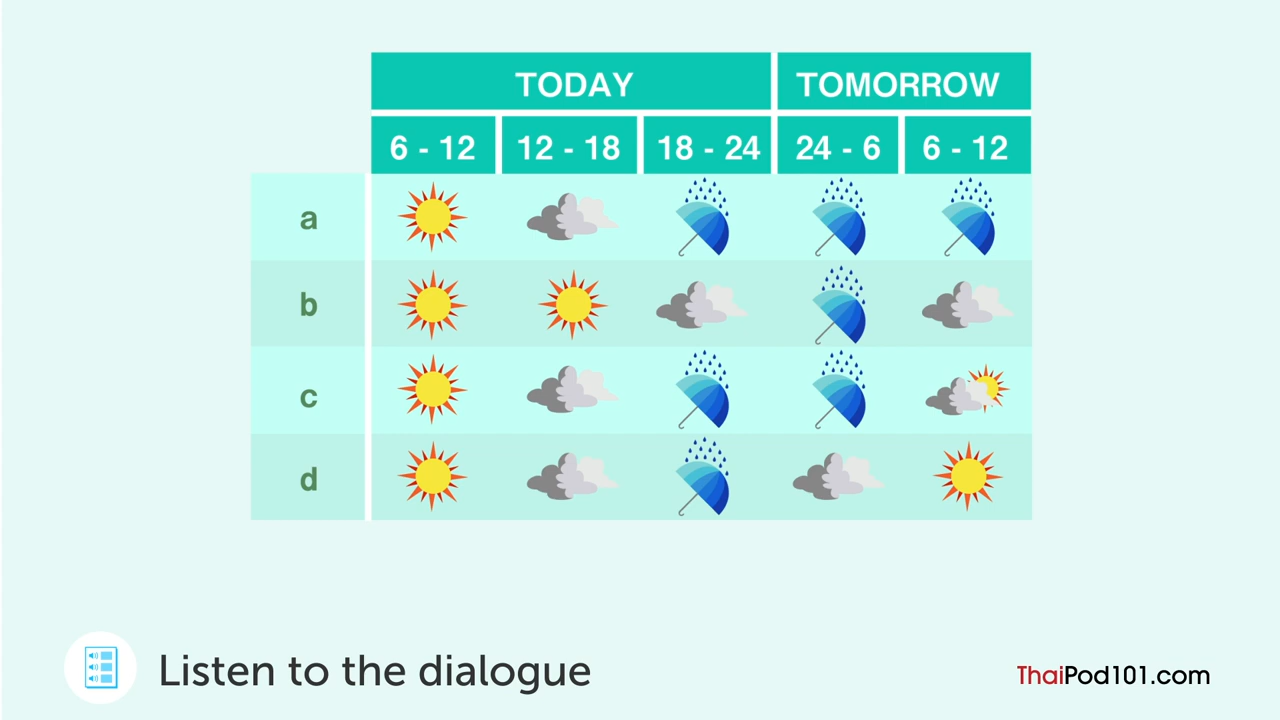 TODAY TOMORROW
6 - 12 12 - 18 18 - 24 24 - 6 6 - 12
a
b
c
d
Listen to the dialogue
ThaiPod101.com